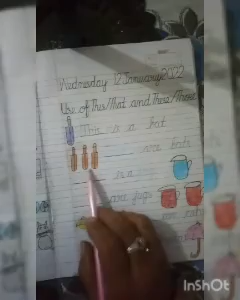 Wednesday 12 January 2022
Use of This/That and These/Those
This is a bat
are bats
is a
are jugs
are
InShOt